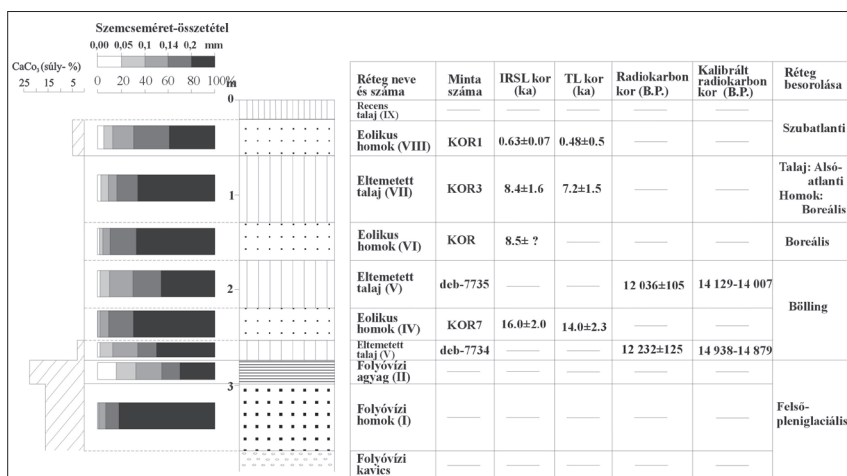 Szemcseméret-összetétel
0,00 0,05 0,1 0,14 0,2 mm
CaCo₃ (súly- %)
25 15 5 0 20 40 60 80 100%
m
0
1
2
3
Réteg neve és száma Minta száma IRSL kor (ka) TL kor (ka) Radiokarbon kor (B.P.) Kalibrált radiokarbon kor (B.P.) Réteg besorolása
Recens talaj (IX) —— —— —— —— ——
Szubatlanti
Eolikus homok (VIII) KOR1 0.63±0.07 0.48±0.5 —— ——
Eltemetett talaj (VII) KOR3 8.4±1.6 7.2±1.5 —— ——
Talaj: Alsó-
atlanti
Homok:
Boreális
Eolikus homok (VI) KOR 8.5± ? —— —— —— Boreális
Eltemetett talaj (V) deb-7735 —— —— 12 036±105 14 129-14 007
Bölling
Eolikus homok (IV) KOR7 16.0±2.0 14.0±2.3 —— ——
Eltemetett talaj (V) deb-7734 —— —— 12 232±125 14 938-14 879
Folyóvízi agyag (II) —— —— —— —— ——
Folyóvízi homok (I) —— —— —— —— ——
Felső-
pleniglaciális
Folyóvízi kavics —— —— —— —— ——